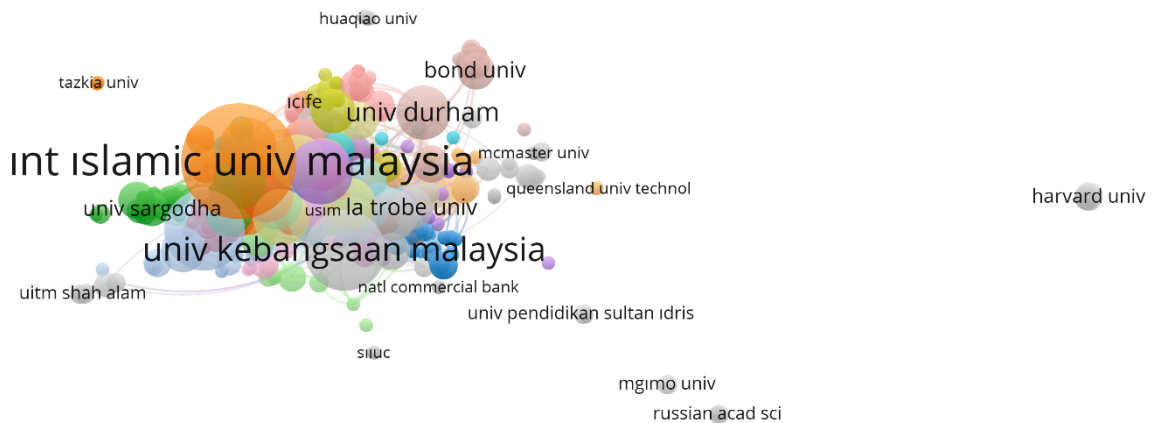 huaqiao univ
bond univ
tazkia univ
ıcıfe
univ durham
ınt ıslamic univ malaysia
mcmaster univ
queensland univ technol
harvard univ
univ sargodha
usım
la trobe univ
univ kebangsaan malaysia
uitm shah alam
natl commercial bank
univ pendidikan sultan ıdris
sııuc
mgımo univ
russian acad sci